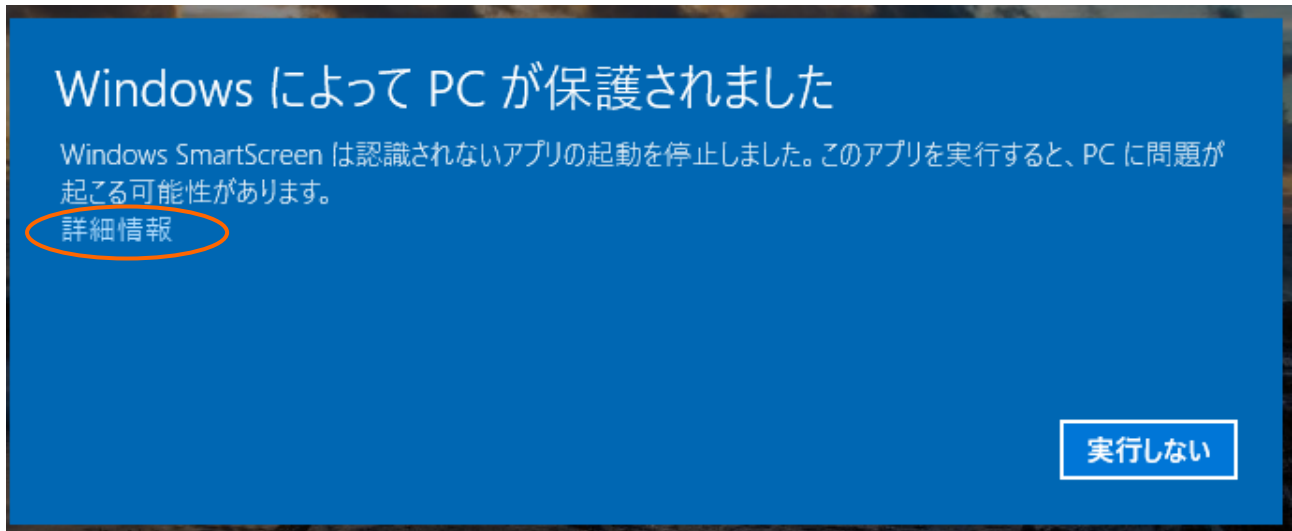 Windows によって PC が保護されました
Windows SmartScreen は認識されないアプリの起動を停止しました。このアプリを実行すると、PC に問題が
起こる可能性があります。
詳細情報
実行しない